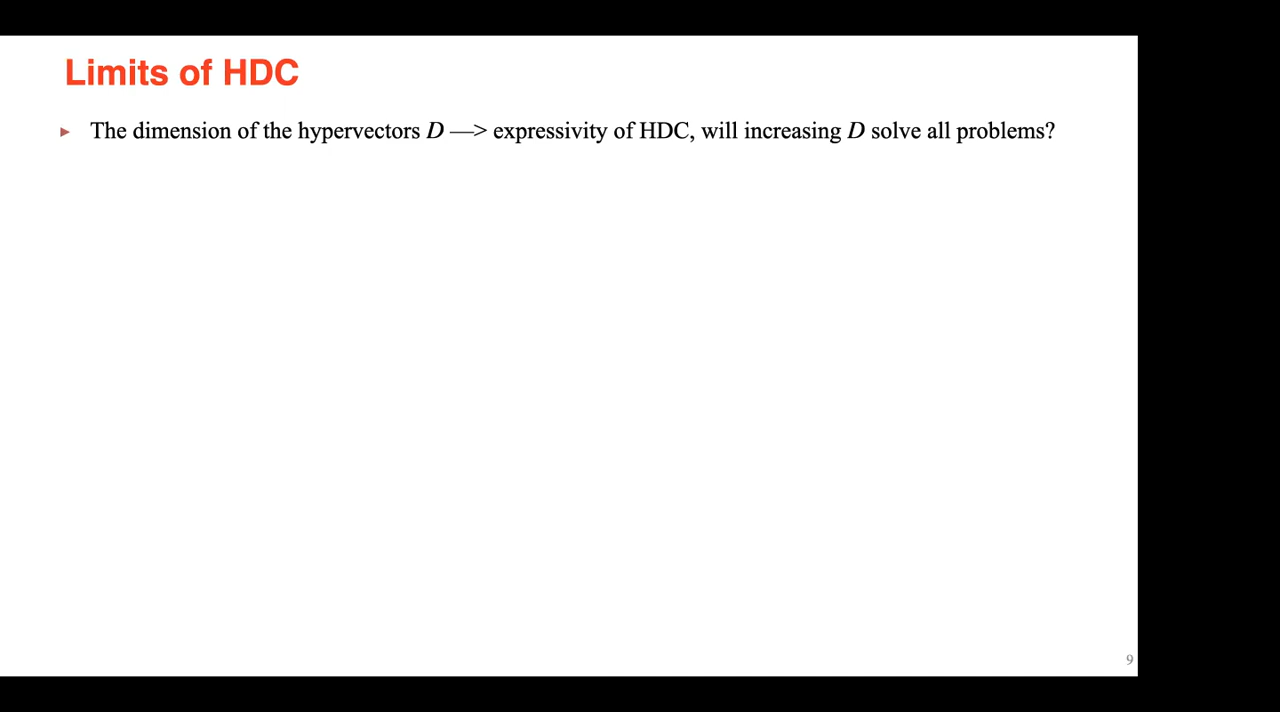 Limits of HDC
▸ The dimension of the hypervectors D —> expressivity of HDC, will increasing D solve all problems?
9